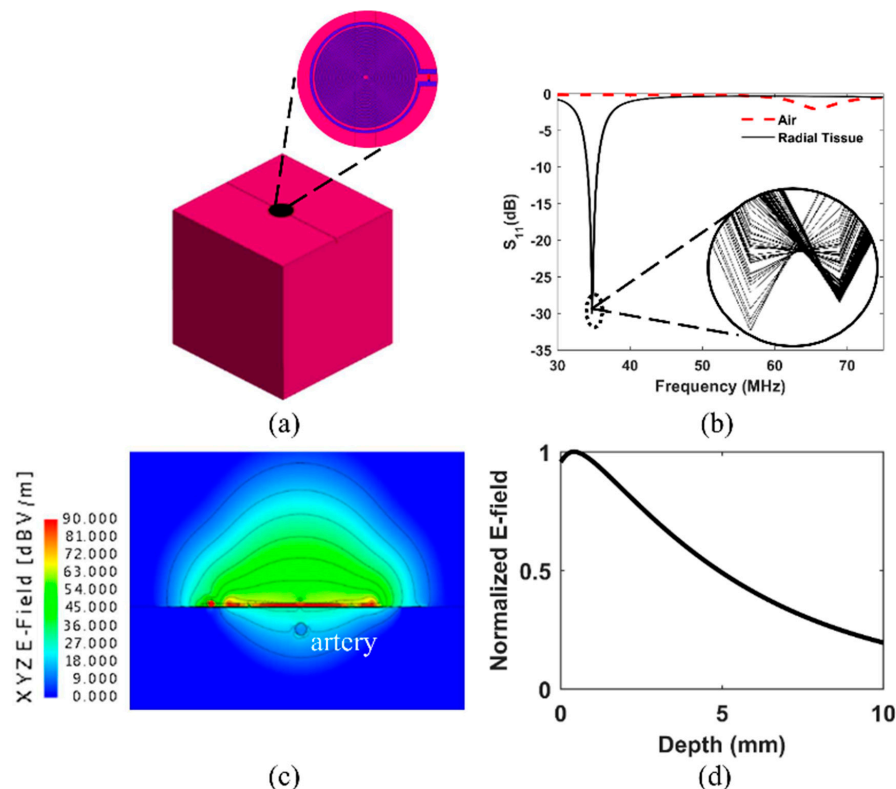 (a)
0
-5
-10
-15
-20
-25
-30
-35
S11(dB)
Air
Radial Tissue
30
40
50
60
70
Frequency (MHz)
(b)
XYZ E-Field [dBV/m]
90.000
81.000
72.000
63.000
54.000
45.000
36.000
27.000
18.000
9.000
0.000
artery
(c)
Normalized E-field
1
0.5
0
0
5
10
Depth (mm)
(d)